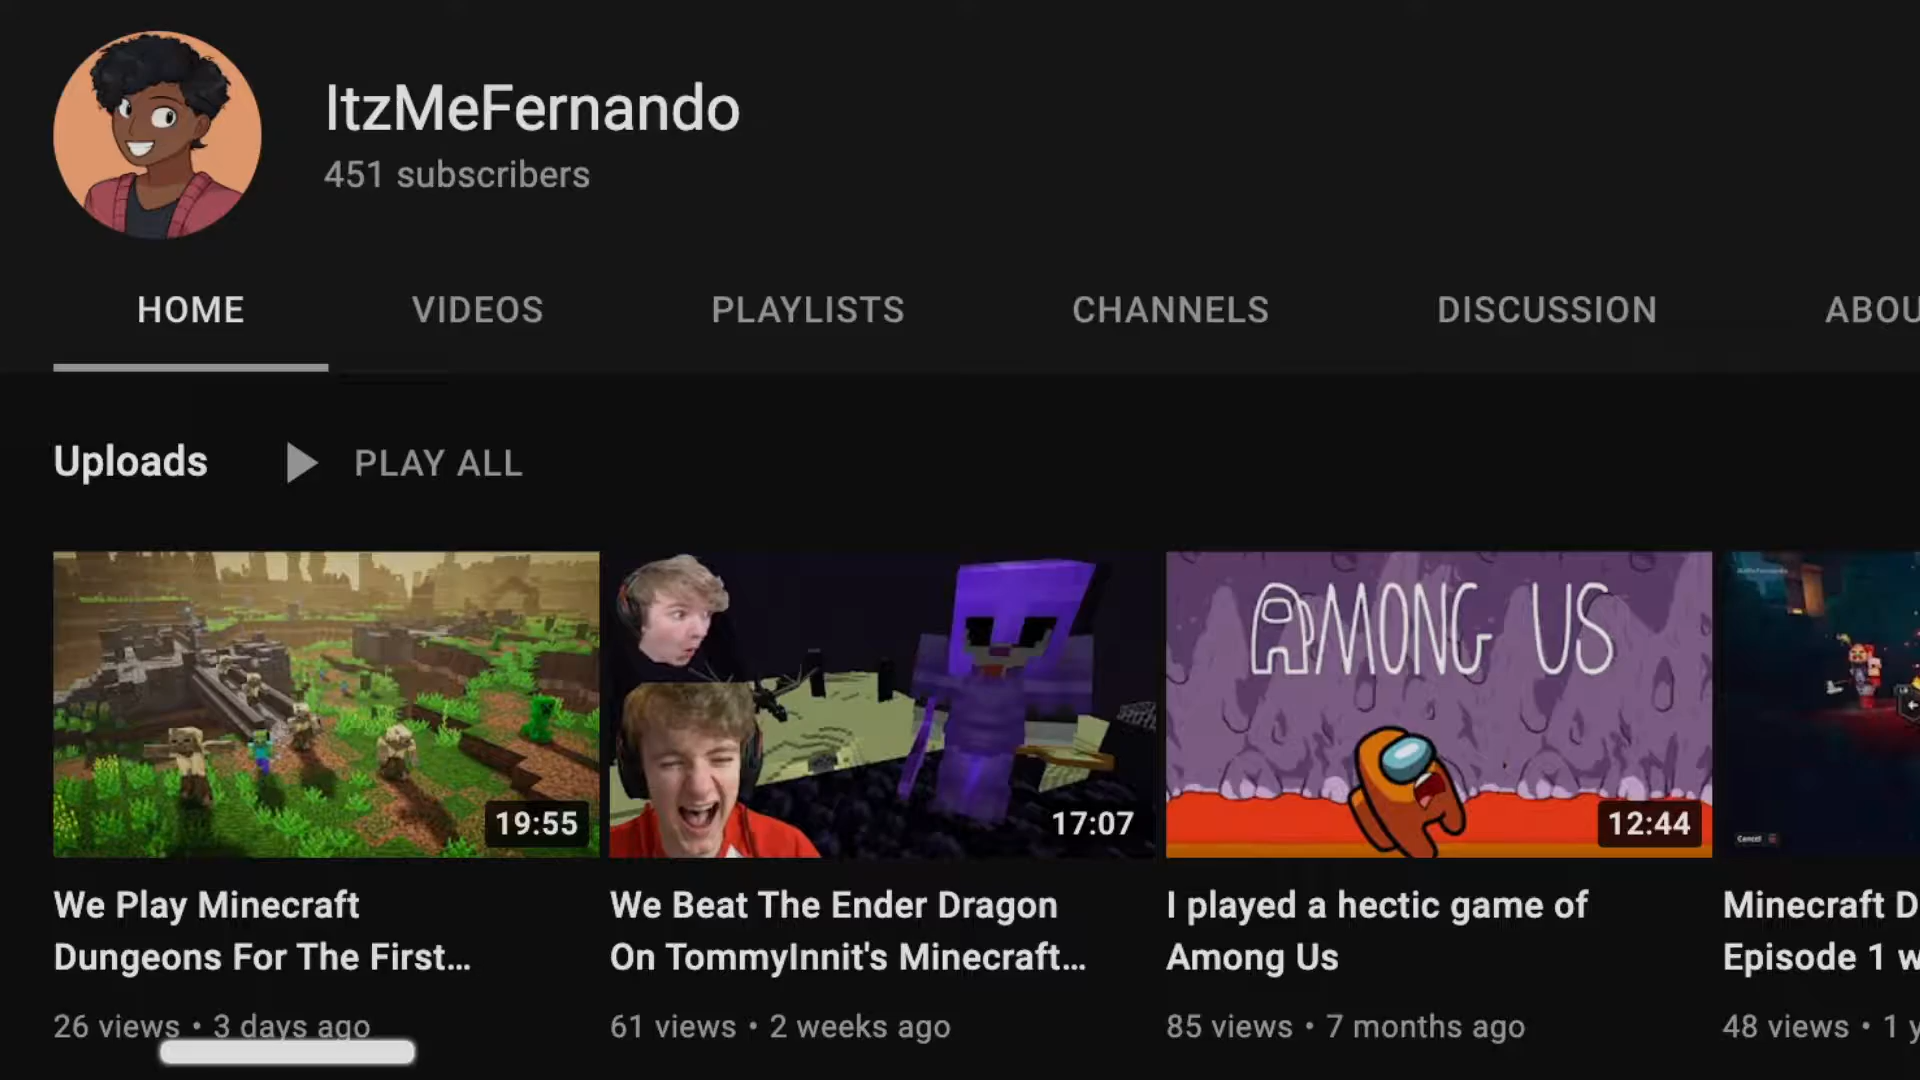 ItzMeFernando
451 subscribers
HOME VIDEOS PLAYLISTS CHANNELS DISCUSSION ABOU
Uploads PLAY ALL
AMONG US
19:55 17:07 12:44
Cancel
We Play Minecraft
Dungeons For The First...
26 views • 3 days ago
We Beat The Ender Dragon
On TommyInnit's Minecraft...
61 views • 2 weeks ago
I played a hectic game of
Among Us
85 views • 7 months ago
Minecraft D
Episode 1 w
48 views • 1 y